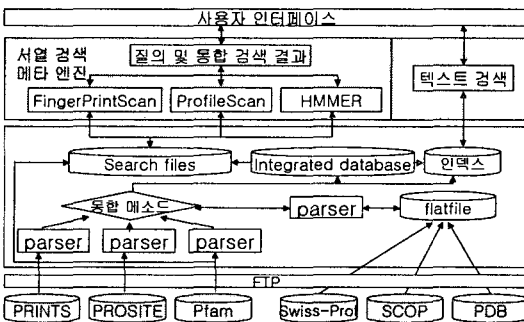 사용자 인터페이스
서열 검색
메타 엔진
질의 및 통합 검색 결과
텍스트 검색
FingerPrintScan
ProfileScan
HMMER
Search files
Integrated database
인덱스
통합 메소드
parser
flatfile
parser
parser
parser
FTP
PRINTS
PROSITE
Pfam
Swiss-Prot
SCOP
PDB